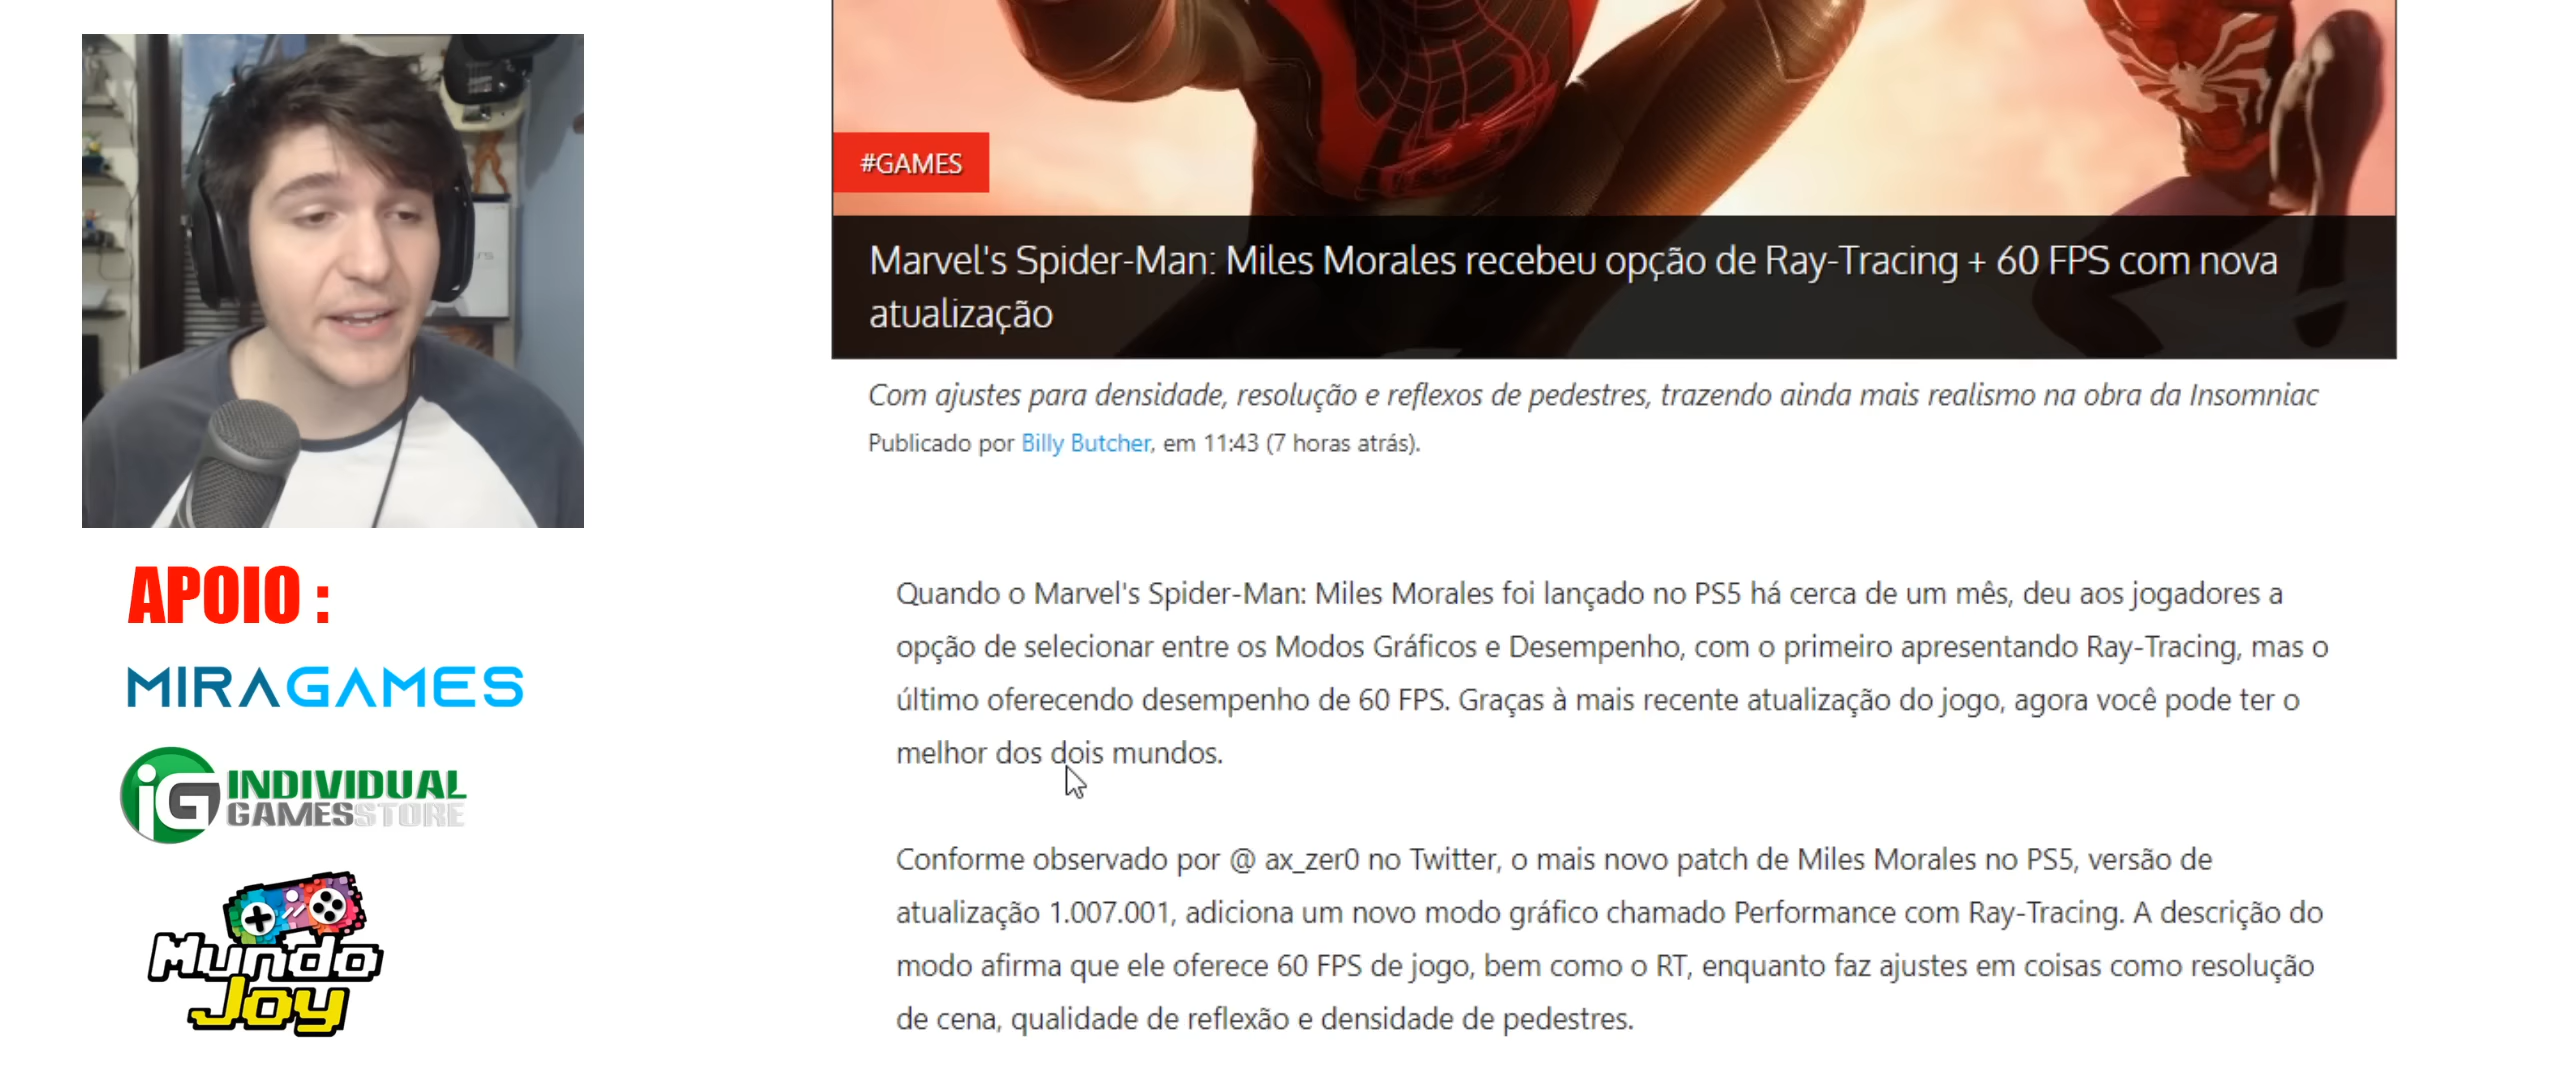 #GAMES
Marvel's Spider-Man: Miles Morales recebeu opção de Ray-Tracing + 60 FPS com nova
atualização
Com ajustes para densidade, resolução e reflexos de pedestres, trazendo ainda mais realismo na obra da Insomniac
Publicado por Billy Butcher, em 11:43 (7 horas atrás).
Quando o Marvel's Spider-Man: Miles Morales foi lançado no PS5 há cerca de um mês, deu aos jogadores a
opção de selecionar entre os Modos Gráficos e Desempenho, com o primeiro apresentando Ray-Tracing, mas o
último oferecendo desempenho de 60 FPS. Graças à mais recente atualização do jogo, agora você pode ter o
melhor dos dois mundos.
Conforme observado por @ ax_zer0 no Twitter, o mais novo patch de Miles Morales no PS5, versão de
atualização 1.007.001, adiciona um novo modo gráfico chamado Performance com Ray-Tracing. A descrição do
modo afirma que ele oferece 60 FPS de jogo, bem como o RT, enquanto faz ajustes em coisas como resolução
de cena, qualidade de reflexão e densidade de pedestres.
APOIO :
MIRAGAMES
iG INDIVIDUAL
GAMESSTORE
Mundo
Joy